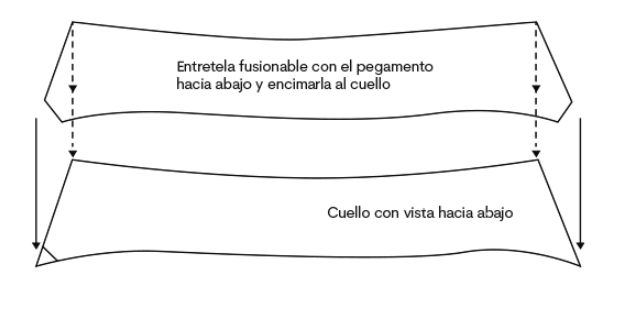 Entretela fusionable con el pegamento
hacia abajo y encimarla al cuello
Cuello con vista hacia abajo